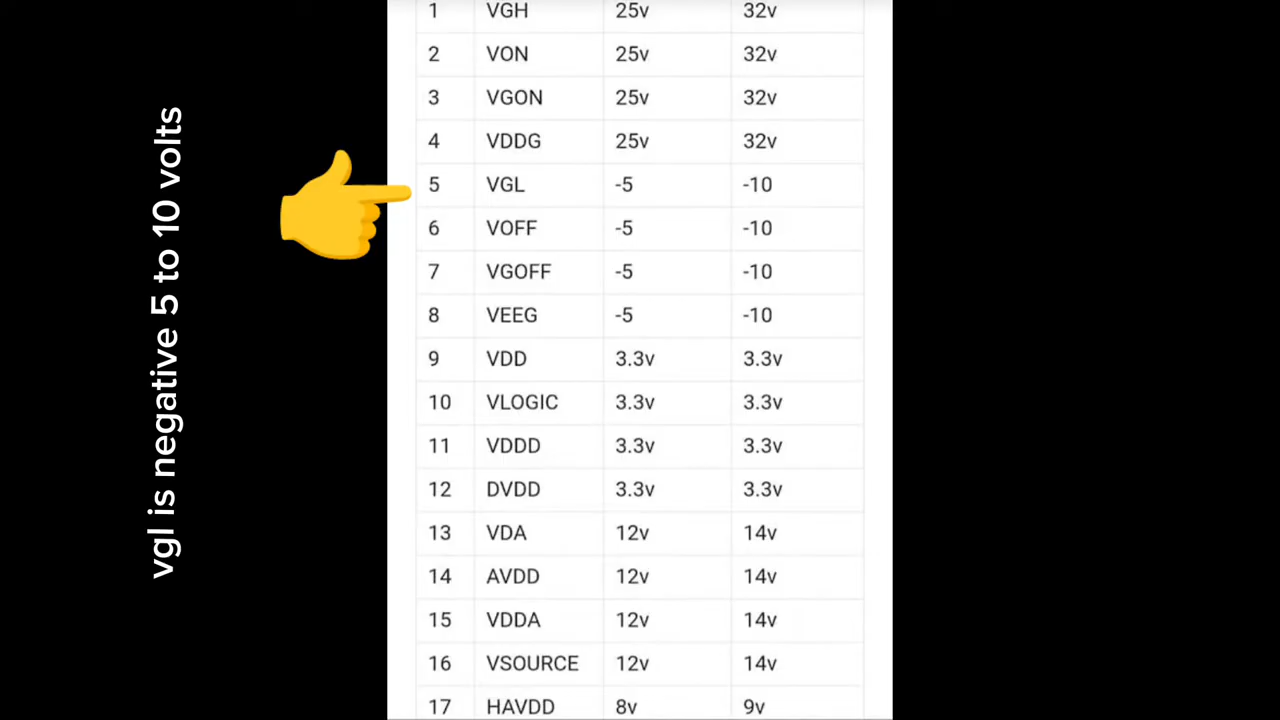 vgl is negative 5 to 10 volts
1 VGH 25v 32v
2 VON 25v 32v
3 VGON 25v 32v
4 VDDG 25v 32v
5 VGL -5 -10
6 VOFF -5 -10
7 VGOFF -5 -10
8 VEEG -5 -10
9 VDD 3.3v 3.3v
10 VLOGIC 3.3v 3.3v
11 VDDD 3.3v 3.3v
12 DVDD 3.3v 3.3v
13 VDA 12v 14v
14 AVDD 12v 14v
15 VDDA 12v 14v
16 VSOURCE 12v 14v
17 HAVDD 8v 9v